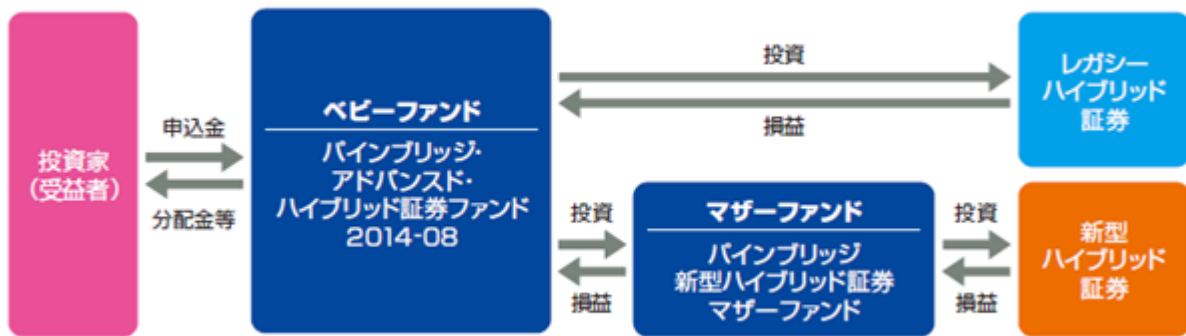 投資家
(受益者)
申込金
分配金等
ベビーファンド
パインブリッジ・
アドバンスド・
ハイブリッド証券ファンド
2014-08
投資
損益
レガシー
ハイブリッド
証券
投資
損益
マザーファンド
パインブリッジ
新型ハイブリッド証券
マザーファンド
投資
損益
新型
ハイブリッド
証券